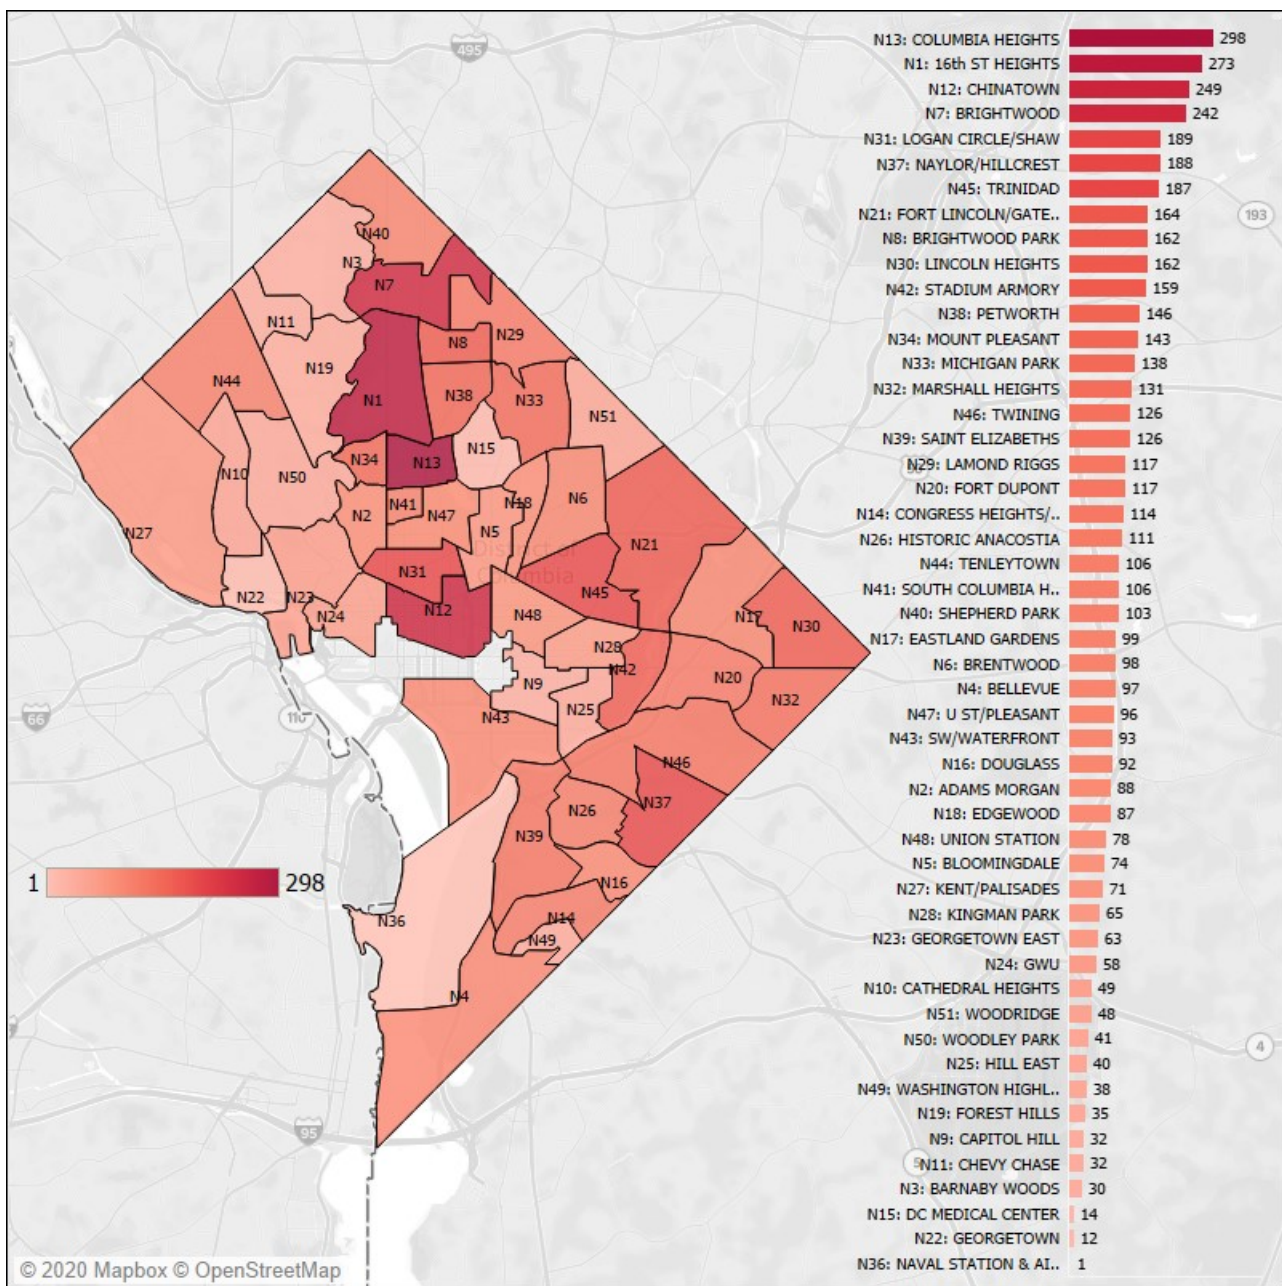 495
193
N13: COLUMBIA HEIGHTS 298
N1: 16th ST HEIGHTS 273
N12: CHINATOWN 249
N7: BRIGHTWOOD 242
N31: LOGAN CIRCLE/SHAW 189
N37: NAYLOR/HILLCREST 188
N45: TRINIDAD 187
N21: FORT LINCOLN/GATE.. 164
N8: BRIGHTWOOD PARK 162
N30: LINCOLN HEIGHTS 162
N42: STADIUM ARMORY 159
N38: PETWORTH 146
N34: MOUNT PLEASANT 143
N33: MICHIGAN PARK 138
N32: MARSHALL HEIGHTS 131
N46: TWINING 126
N39: SAINT ELIZABETHS 126
N29: LAMOND RIGGS 117
N20: FORT DUPONT 117
N14: CONGRESS HEIGHTS/.. 114
N26: HISTORIC ANACOSTIA 111
N44: TENLEYTOWN 106
N41: SOUTH COLUMBIA H.. 106
N40: SHEPHERD PARK 103
N17: EASTLAND GARDENS 99
N6: BRENTWOOD 98
N4: BELLEVUE 97
N47: U ST/PLEASANT 96
N43: SW/WATERFRONT 93
N16: DOUGLASS 92
N2: ADAMS MORGAN 88
N18: EDGEWOOD 87
N48: UNION STATION 78
N5: BLOOMINGDALE 74
N27: KENT/PALISADES 71
N28: KINGMAN PARK 65
N23: GEORGETOWN EAST 63
N24: GWU 58
N10: CATHEDRAL HEIGHTS 49
N51: WOODRIDGE 48
N50: WOODLEY PARK 41
N25: HILL EAST 40
N49: WASHINGTON HIGHL.. 38
N19: FOREST HILLS 35
N9: CAPITOL HILL 32
N11: CHEVY CHASE 32
N3: BARNABY WOODS 30
N15: DC MEDICAL CENTER 14
N22: GEORGETOWN 12
N36: NAVAL STATION & AI.. 1
N40
N3
N7
N11
N29
N8
N19
N44
N1
N38
N33
N51
N15
N34
N13
N10
N50
N6
N41
N18
N2
N47
N27
N5
N21
District of
Columbia
N31
N45
N22
N23
N12
N24
N48
N17
N30
N28
N42
N9
N20
N32
N25
N43
66
110
N46
N37
N26
N39
1 298
N16
N36
N14
N49
N4
4
95
5
© 2020 Mapbox © OpenStreetMap